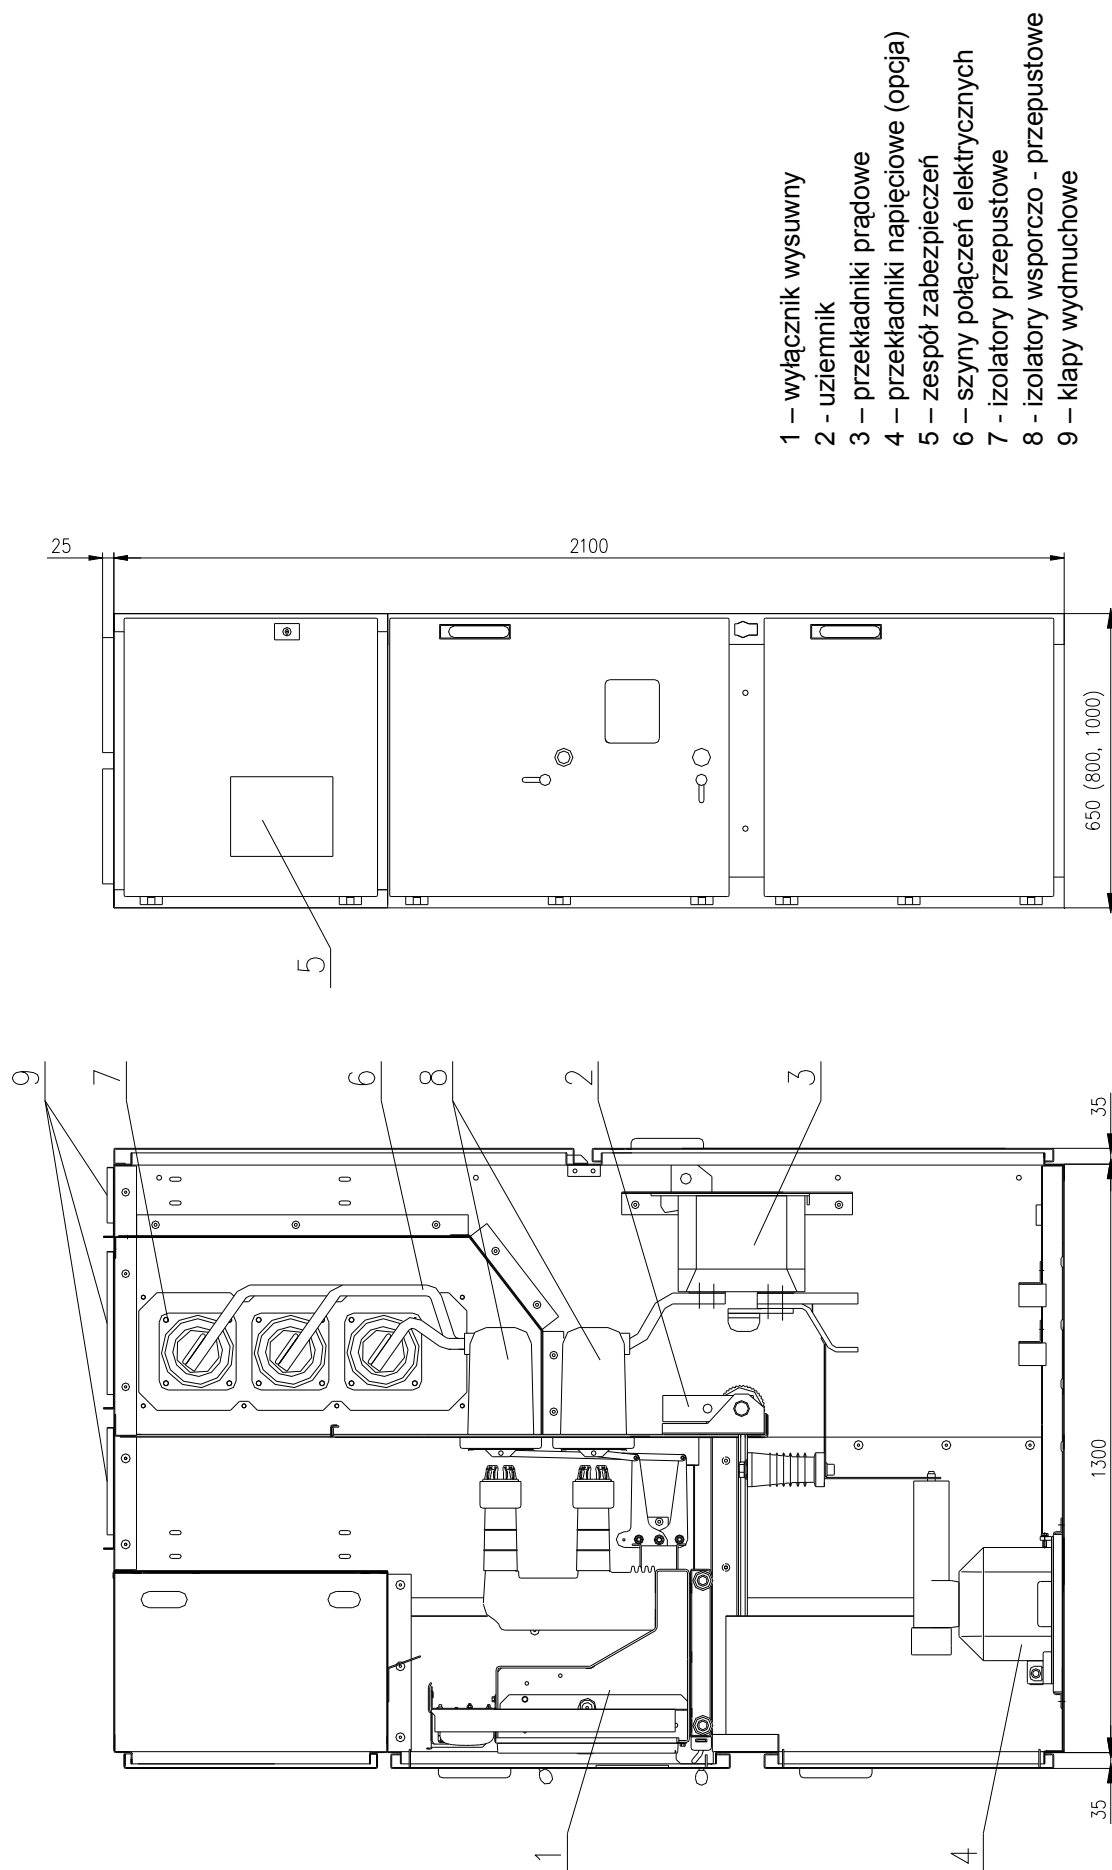 1 – wyłącznik wysuwny
2 - uziemnik
3 – przekładniki prądowe
4 – przekładniki napięciowe (opcja)
5 – zespół zabezpieczeń
6 – szyny połączeń elektrycznych
7 - izolatory przepustowe
8 - izolatory wsporczo - przepustowe
9 – klapy wydmuchowe
25
2100
650 (800, 1000)
5
9
7
6
8
2
3
35
1300
35
1
4